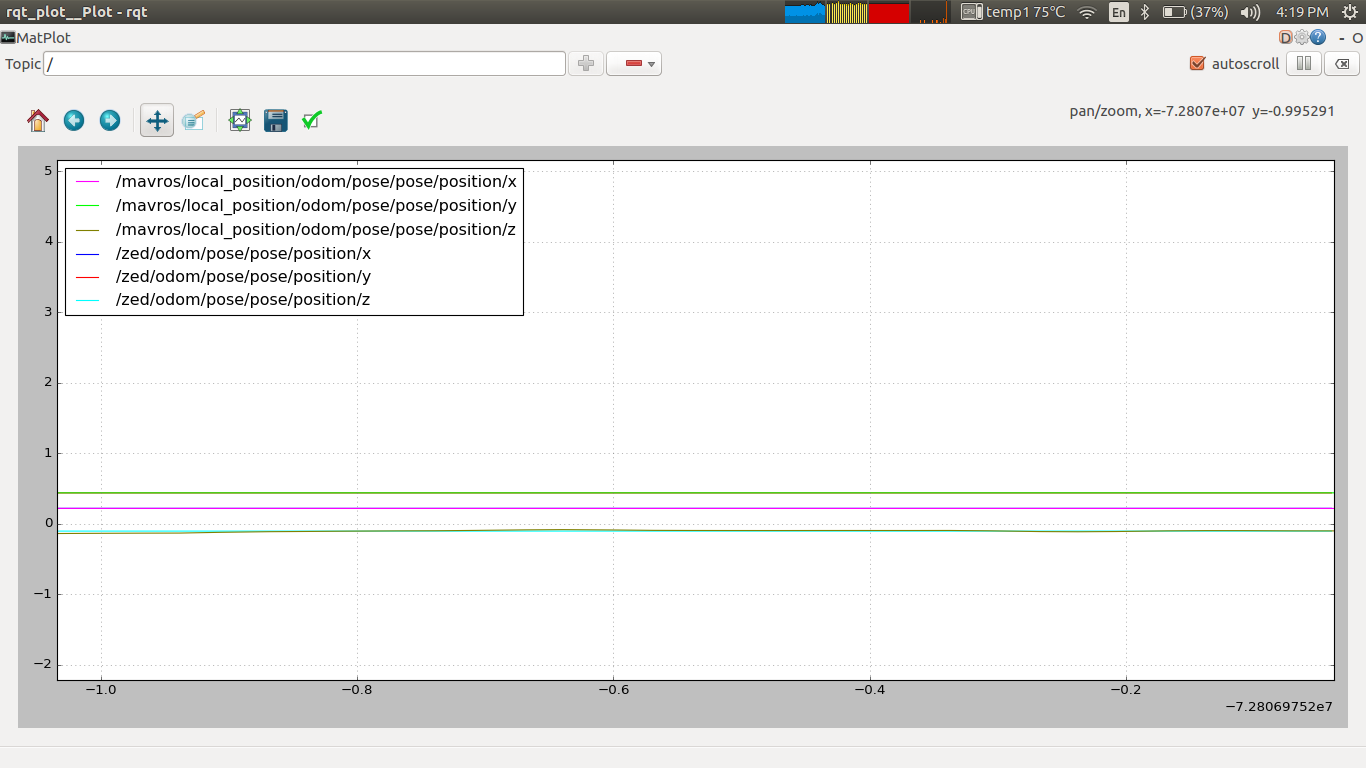 rqt_plot__Plot - rqt
temp1 75°C En (37%) 4:19 PM
MatPlot
D ? - O
Topic / autoscroll
pan/zoom, x=-7.2807e+07 y=-0.995291
/mavros/local_position/odom/pose/pose/position/x
/mavros/local_position/odom/pose/pose/position/y
/mavros/local_position/odom/pose/pose/position/z
/zed/odom/pose/pose/position/x
/zed/odom/pose/pose/position/y
/zed/odom/pose/pose/position/z
5
4
3
2
1
0
−1
−2
−1.0 −0.8 −0.6 −0.4 −0.2
−7.28069752e7